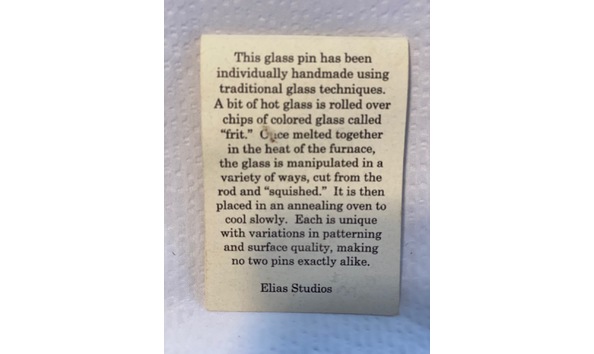 This glass pin has been
individually handmade using
traditional glass techniques.
A bit of hot glass is rolled over
chips of colored glass called
"frit." Once melted together
in the heat of the furnace,
the glass is manipulated in a
variety of ways, cut from the
rod and "squished." It is then
placed in an annealing oven to
cool slowly. Each is unique
with variations in patterning
and surface quality, making
no two pins exactly alike.
Elias Studios